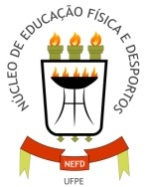 NÚCLEO DE EDUCAÇÃO FÍSICA E DESPORTOS
NEFD
UFPE